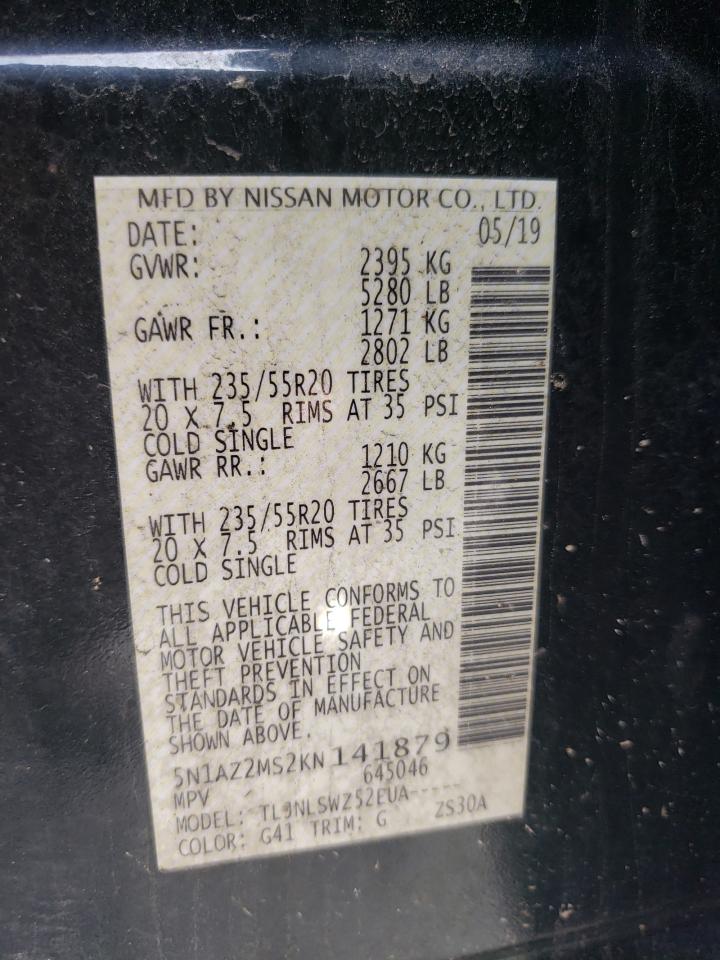 MFD BY NISSAN MOTOR CO., LTD.
DATE: 05/19
GVWR: 2395 KG
5280 LB
GAWR FR.: 1271 KG
2802 LB
WITH 235/55R20 TIRES
20 X 7.5 RIMS AT 35 PSI
COLD SINGLE
GAWR RR.: 1210 KG
2667 LB
WITH 235/55R20 TIRES
20 X 7.5 RIMS AT 35 PSI
COLD SINGLE
THIS VEHICLE CONFORMS TO
ALL APPLICABLE FEDERAL
MOTOR VEHICLE SAFETY AND
THEFT PREVENTION
STANDARDS IN EFFECT ON
THE DATE OF MANUFACTURE
SHOWN ABOVE.
5N1AZ2MS2KN141879
MPV 645046
MODEL: ZS30A
COLOR: G41 TRIM: G